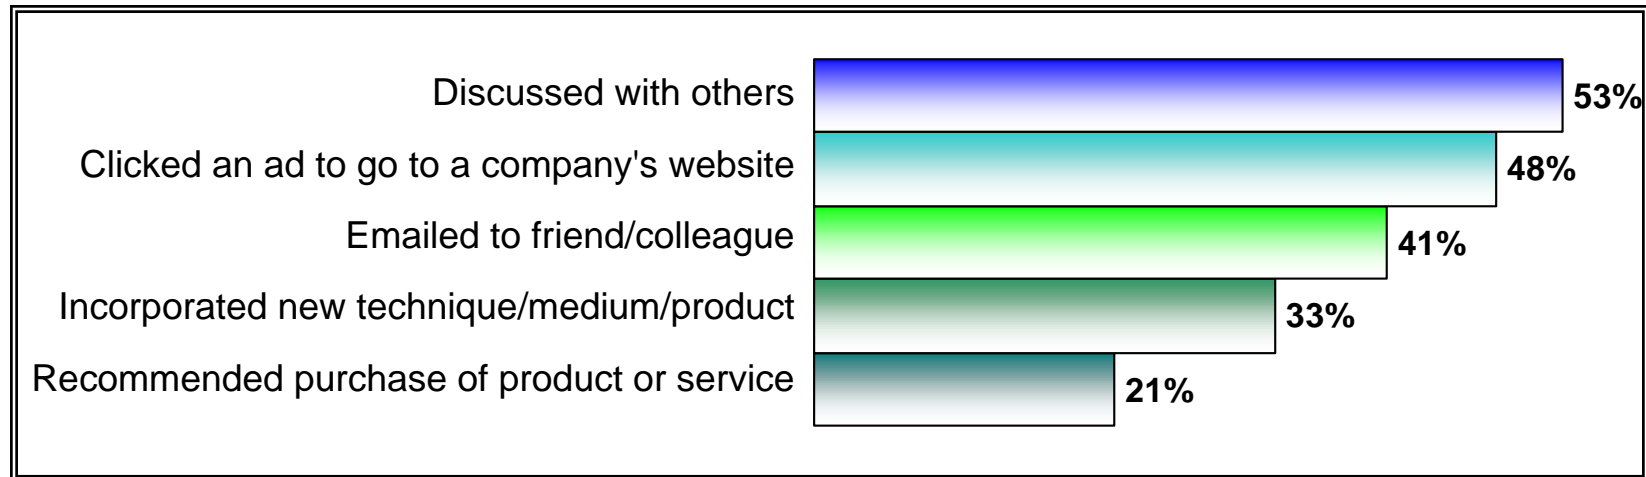 Discussed with others 53%
Clicked an ad to go to a company's website 48%
Emailed to friend/colleague 41%
Incorporated new technique/medium/product 33%
Recommended purchase of product or service 21%